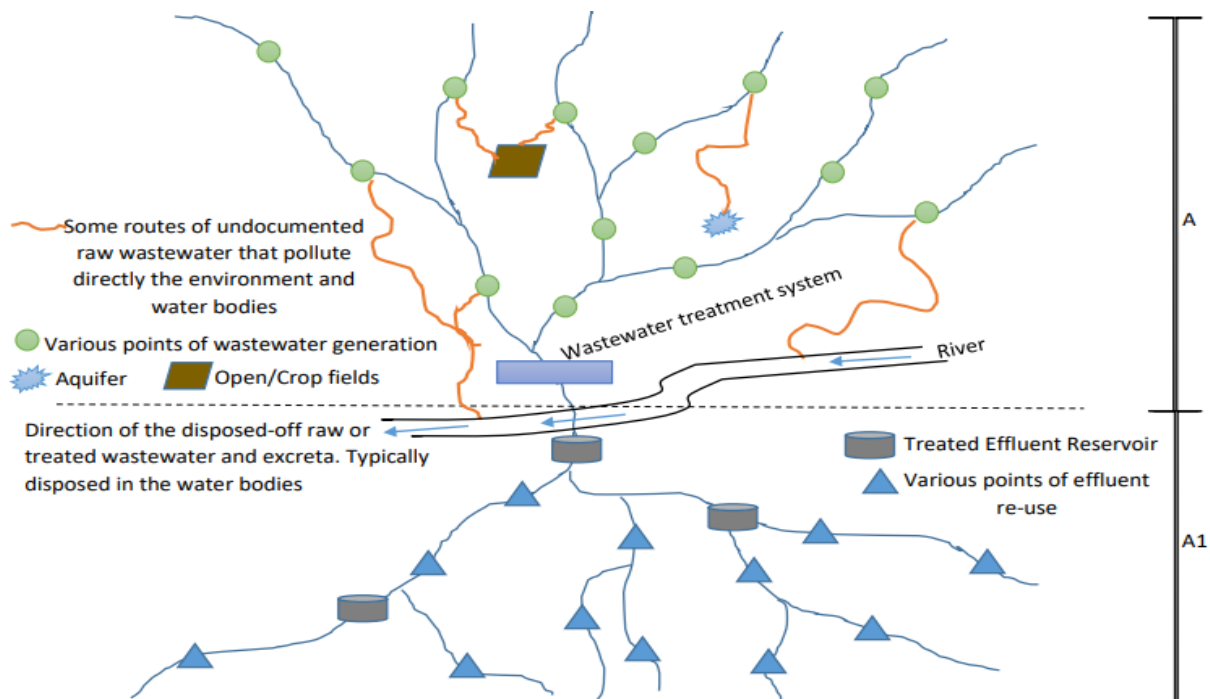 Some routes of undocumented
raw wastewater that pollute
directly the environment and
water bodies
Various points of wastewater generation
Aquifer
Open/Crop fields
Wastewater treatment system
River
A
Direction of the disposed-off raw or
treated wastewater and excreta. Typically
disposed in the water bodies
Treated Effluent Reservoir
Various points of effluent
re-use
A1